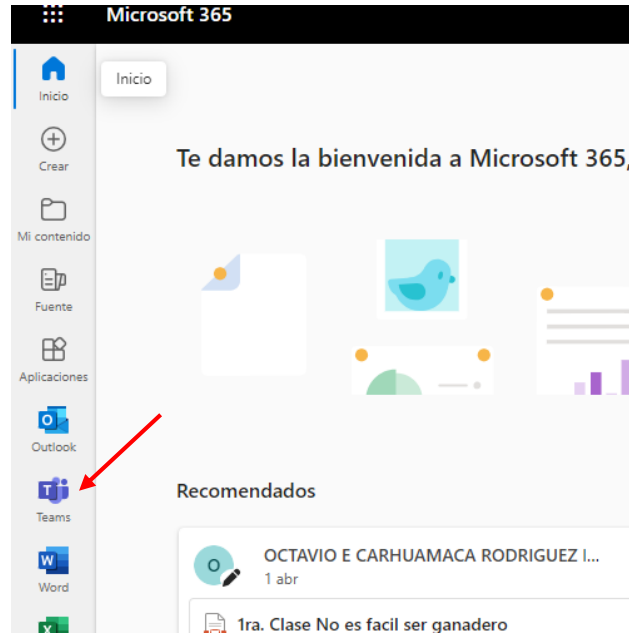 Microsoft 365
Inicio
Inicio
Crear
Mi contenido
Fuente
Aplicaciones
Outlook
Teams
Word
Te damos la bienvenida a Microsoft 365,
Recomendados
O
OCTAVIO E CARHUAMACA RODRIGUEZ I...
1 abr
1ra. Clase No es facil ser ganadero